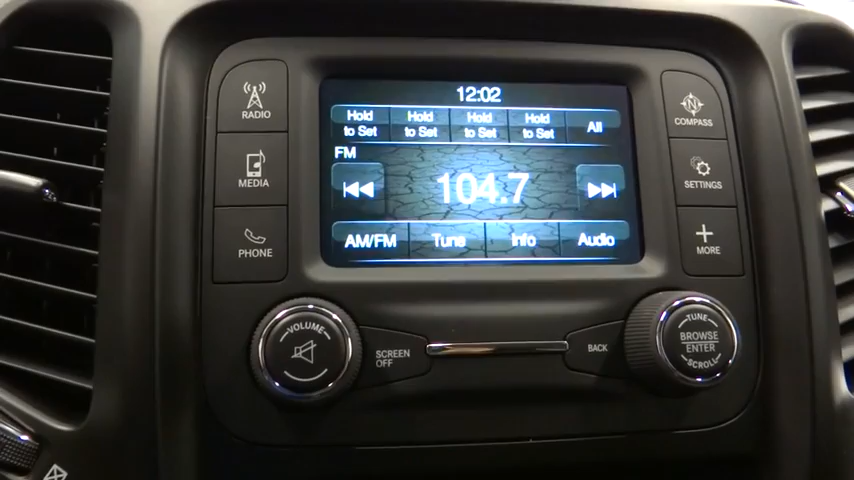 12:02
Hold to Set
Hold to Set
Hold to Set
Hold to Set
All
FM
104.7
AM/FM
Tune
Info
Audio
RADIO
MEDIA
PHONE
N
COMPASS
SETTINGS
MORE
VOLUME
SCREEN OFF
BACK
TUNE
BROWSE
ENTER
SCROLL